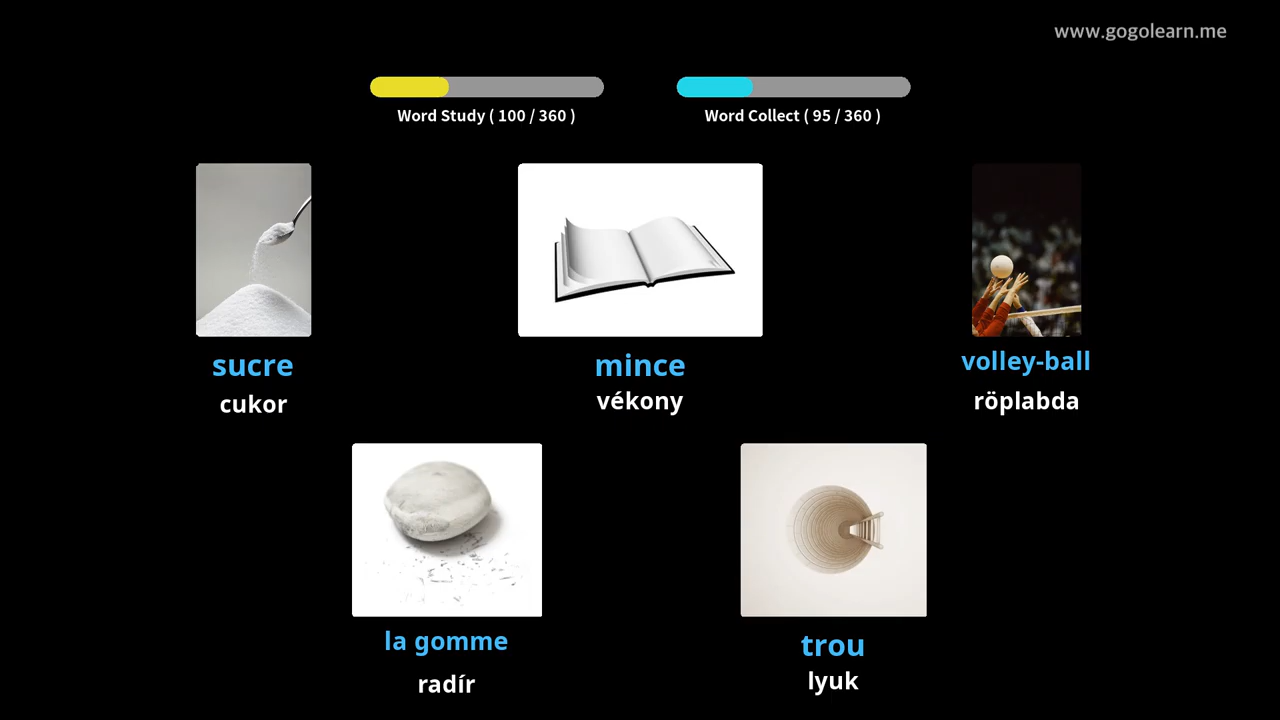 www.gogolearn.me
Word Study ( 100 / 360 )
Word Collect ( 95 / 360 )
sucre
cukor
mince
vékony
volley-ball
röplabda
la gomme
radír
trou
lyuk